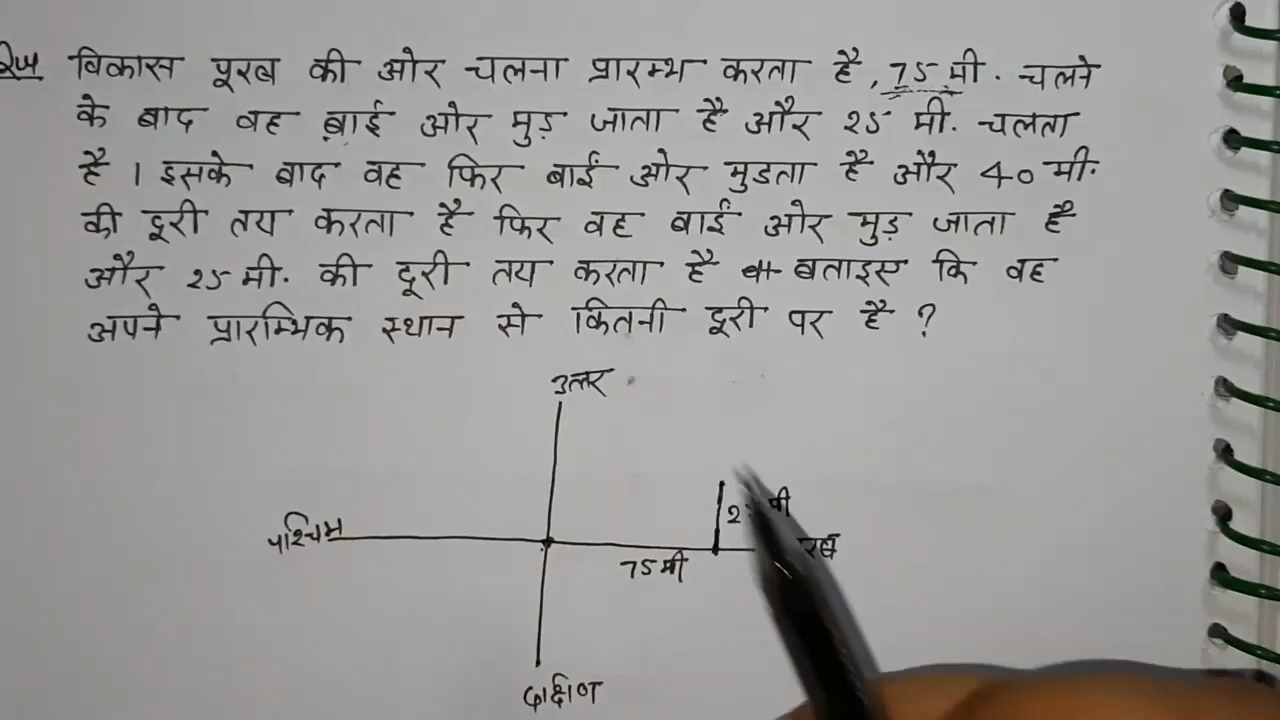 विकास पूरब की ओर चलना प्रारम्भ करता है, 75 मी. चलने
के बाद वह बाई ओर मुड़ जाता है और 25 मी. चलता
है । इसके बाद वह फिर बाई ओर मुडता है और 40 मी.
की दूरी तय करता है फिर वह बाई ओर मुड़ जाता है
और 25 मी. की दूरी तय करता है बताइए कि वह
अपने प्रारम्भिक स्थान से कितनी दूरी पर है ?
उत्तर
पश्चिम
75 मी
दक्षिण